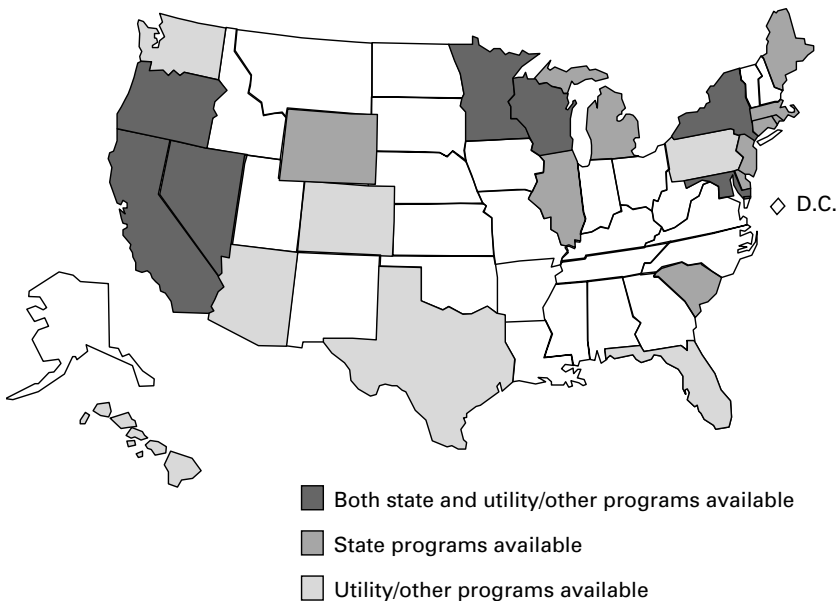 D.C.
Both state and utility/other programs available
State programs available
Utility/other programs available